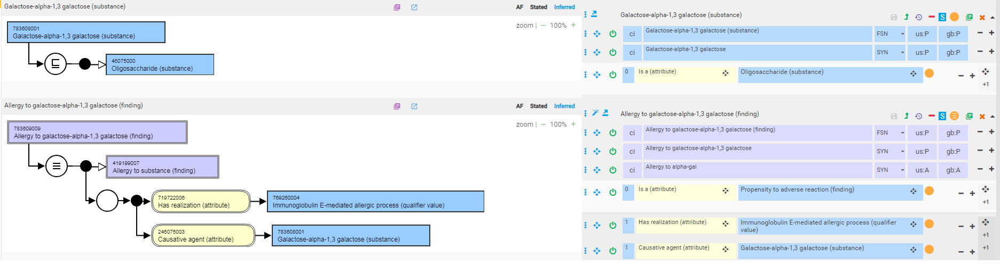 Galactose-alpha-1,3 galactose (substance)
AF Stated Inferred
zoom | − 100% +
783608001
Galactose-alpha-1,3 galactose (substance)
46075000
Oligosaccharide (substance)
Allergy to galactose-alpha-1,3 galactose (finding)
AF Stated Inferred
zoom | − 100% +
783609009
Allergy to galactose-alpha-1,3 galactose (finding)
419199007
Allergy to substance (finding)
719722006
Has realization (attribute)
769260004
Immunoglobulin E-mediated allergic process (qualifier value)
246075003
Causative agent (attribute)
783608001
Galactose-alpha-1,3 galactose (substance)
Galactose-alpha-1,3 galactose (substance)
S
ci Galactose-alpha-1,3 galactose (substance) FSN us:P gb:P
ci Galactose-alpha-1,3 galactose SYN us:P gb:P
0 Is a (attribute) Oligosaccharide (substance)
+1
Allergy to galactose-alpha-1,3 galactose (finding)
S
ci Allergy to galactose-alpha-1,3 galactose (finding) FSN us:P gb:P
ci Allergy to galactose-alpha-1,3 galactose SYN us:P gb:P
ci Allergy to alpha-gal SYN us:A gb:A
0 Is a (attribute) Propensity to adverse reaction (finding)
+1
1 Has realization (attribute) Immunoglobulin E-mediated allergic process (qualifier
value)
+1
1 Causative agent (attribute) Galactose-alpha-1,3 galactose (substance)
+1